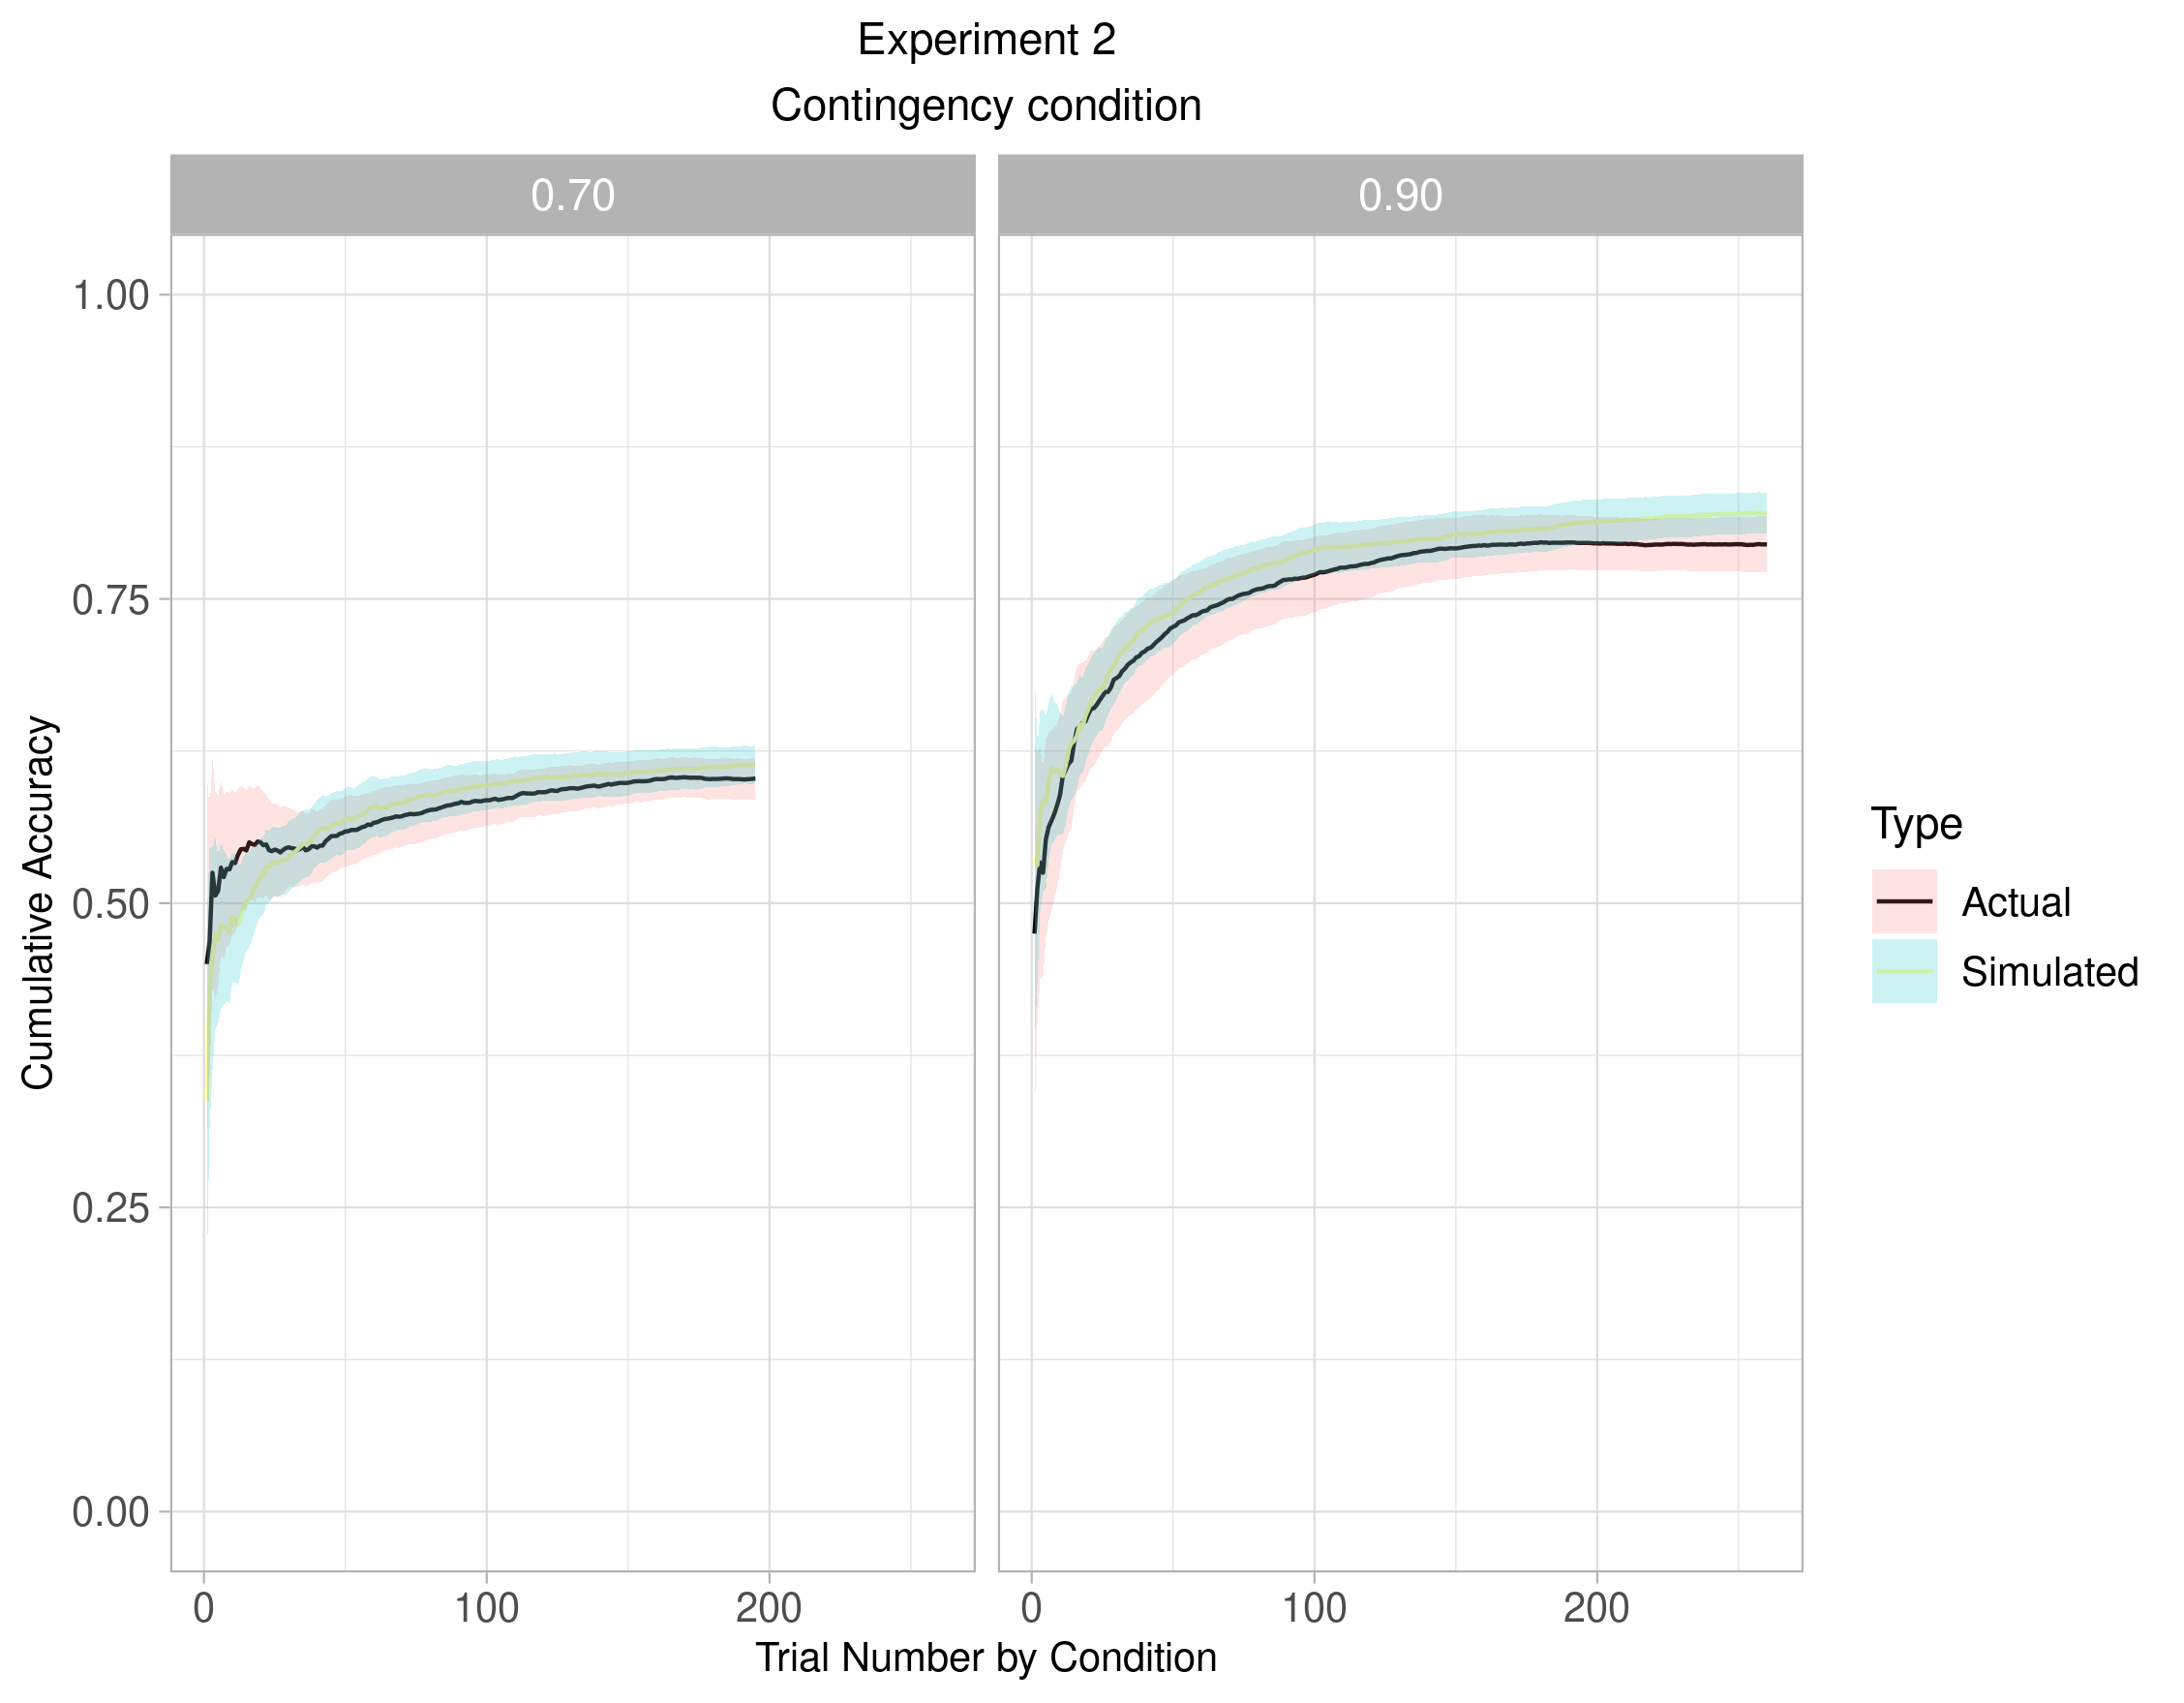 Experiment 2
Contingency condition
0.70
0.90
1.00
0.75
0.50
0.25
0.00
Cumulative Accuracy
0
100
200
0
100
200
Trial Number by Condition
Type
Actual
Simulated